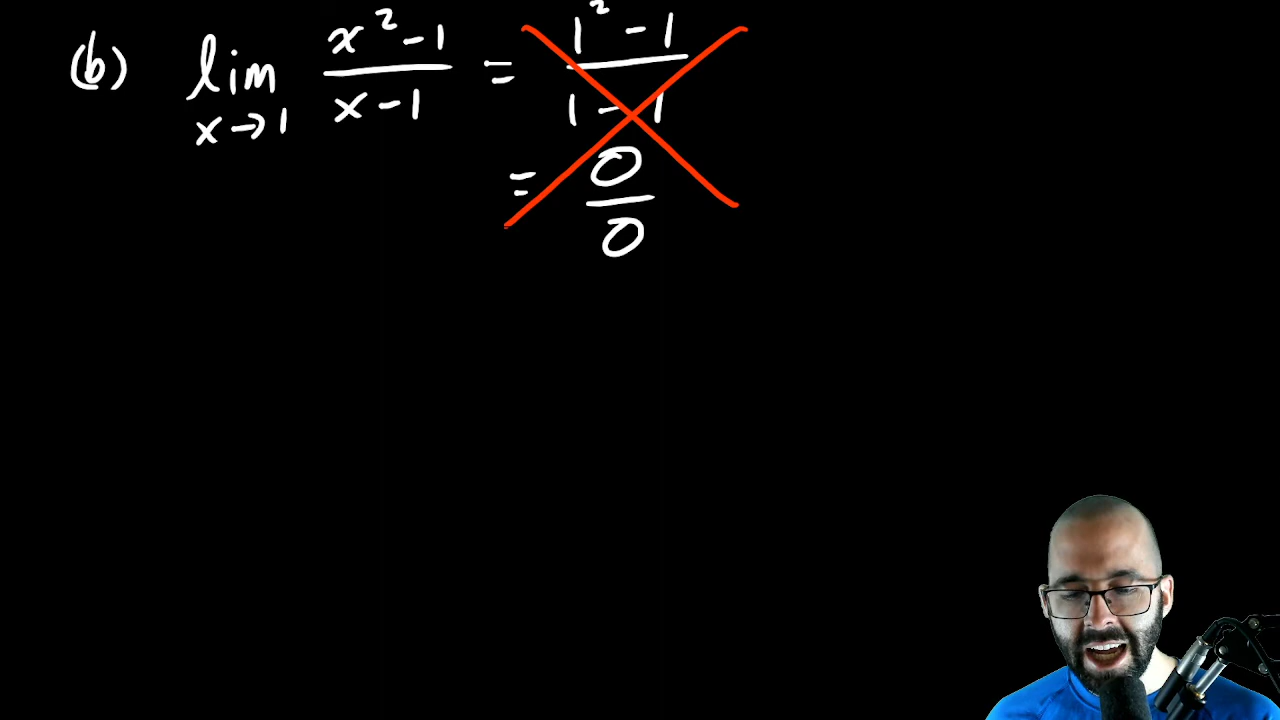 (b) lim x→1 x² - 1 / x - 1 = 1² - 1 / 1 - 1
= 0 / 0